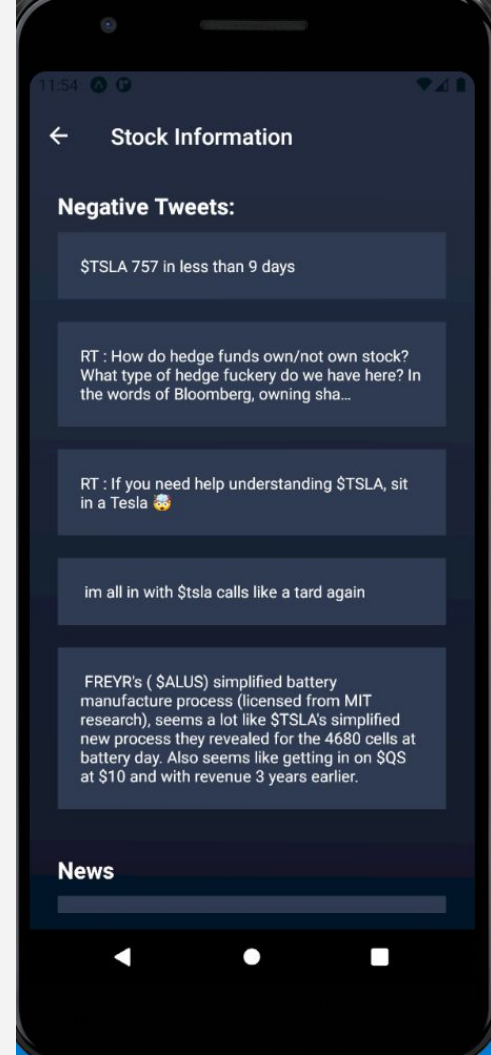 11:54
Stock Information
Negative Tweets:
$TSLA 757 in less than 9 days
RT : How do hedge funds own/not own stock?
What type of hedge fuckery do we have here? In
the words of Bloomberg, owning sha…
RT : If you need help understanding $TSLA, sit
in a Tesla 🤯
im all in with $tsla calls like a tard again
FREYR's ( $ALUS) simplified battery
manufacture process (licensed from MIT
research), seems a lot like $TSLA's simplified
new process they revealed for the 4680 cells at
battery day. Also seems like getting in on $QS
at $10 and with revenue 3 years earlier.
News